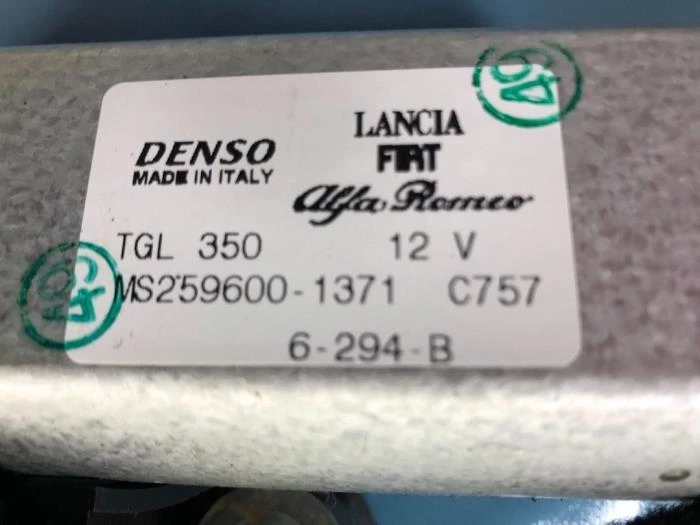 LANCIA
DENSO FIAT
MADE IN ITALY
Alfa Romeo
TGL 350 12 V
MS259600-1371 C757
6-294-B